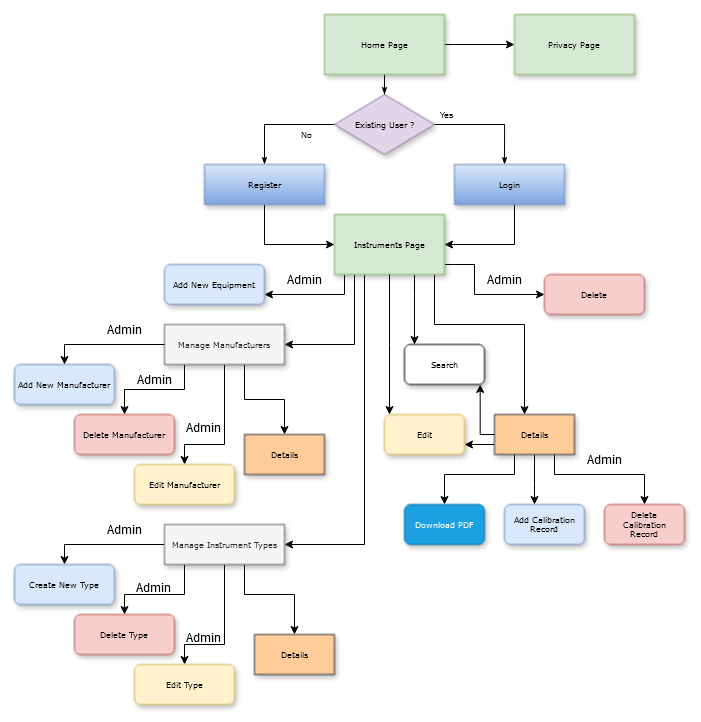 Home Page
Privacy Page
Existing User ?
Yes
No
Register
Login
Instruments Page
Add New Equipment
Admin
Admin
Delete
Admin
Manage Manufacturers
Search
Add New Manufacturer
Admin
Delete Manufacturer
Admin
Edit
Details
Details
Admin
Edit Manufacturer
Download PDF
Add Calibration
Record
Delete
Calibration
Record
Admin
Manage Instrument Types
Create New Type
Admin
Delete Type
Admin
Details
Edit Type